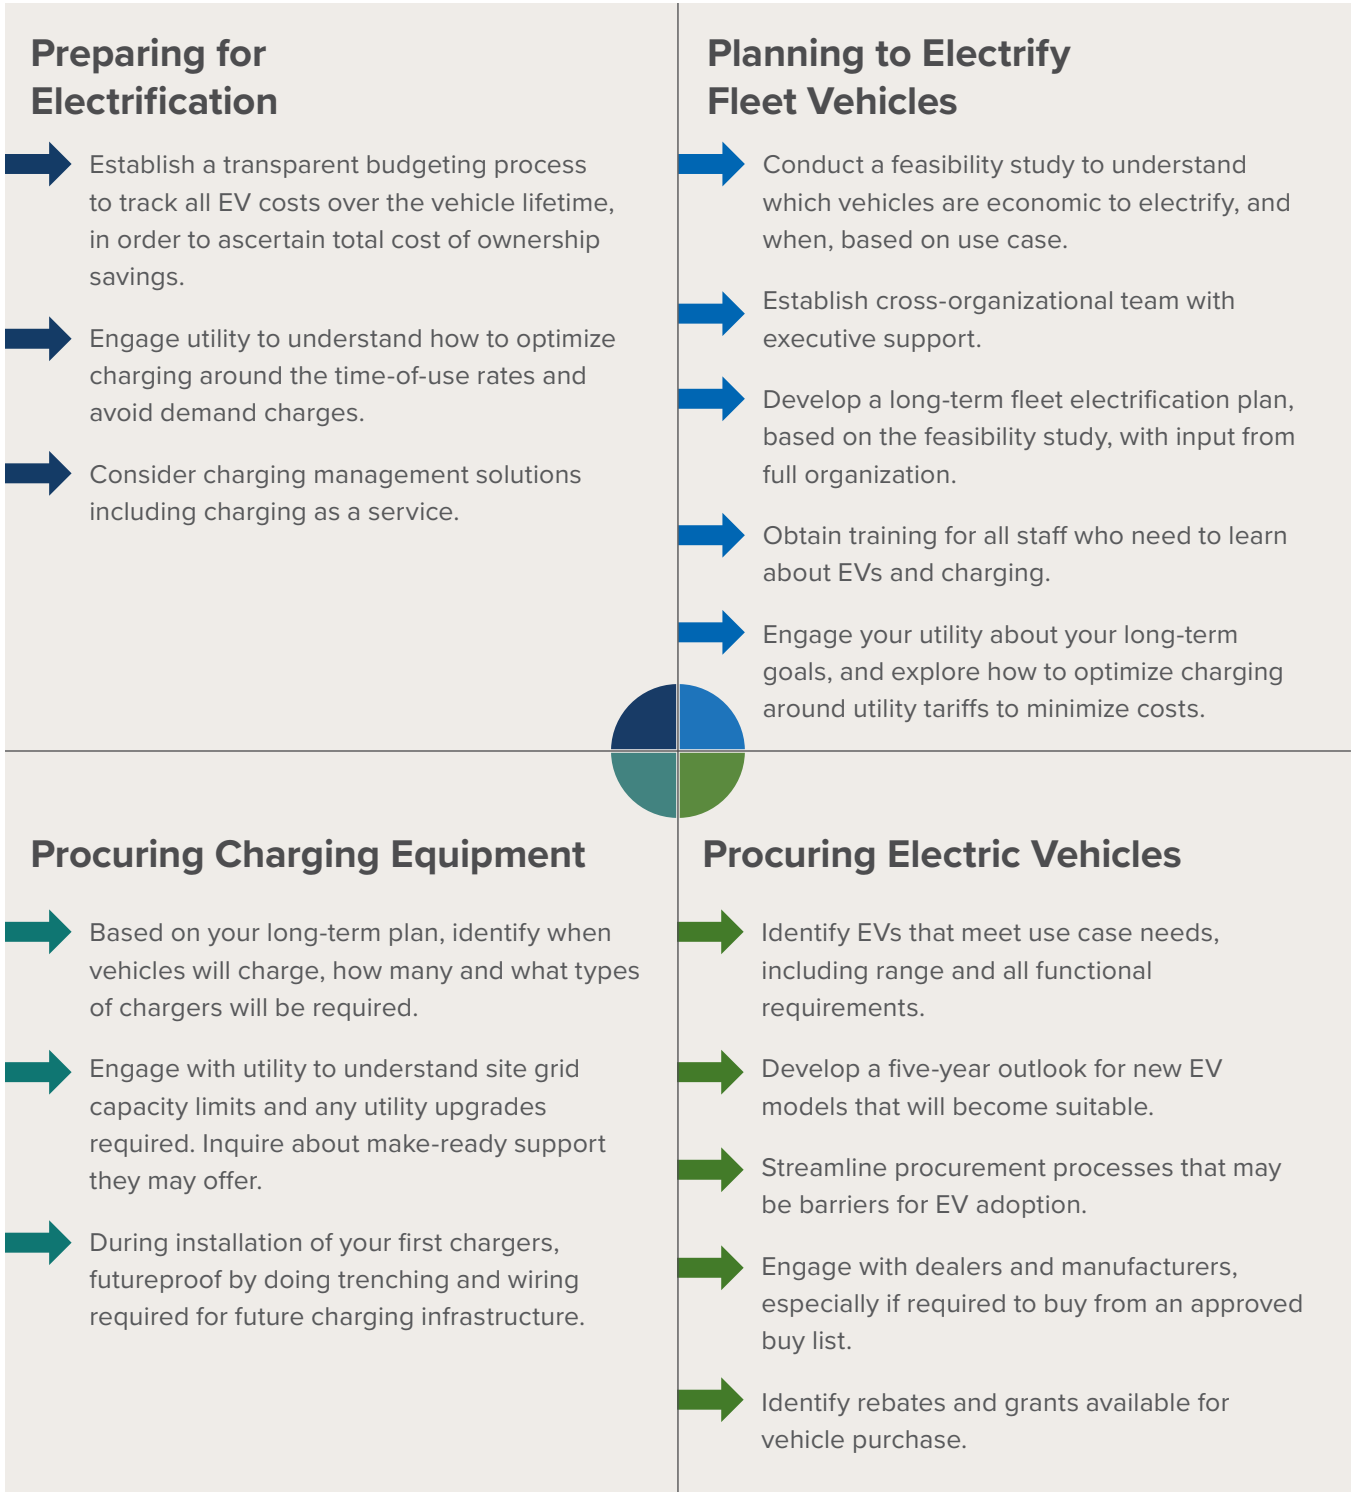 Preparing for
Electrification
Establish a transparent budgeting process
to track all EV costs over the vehicle lifetime,
in order to ascertain total cost of ownership
savings.
Engage utility to understand how to optimize
charging around the time-of-use rates and
avoid demand charges.
Consider charging management solutions
including charging as a service.
Planning to Electrify
Fleet Vehicles
Conduct a feasibility study to understand
which vehicles are economic to electrify, and
when, based on use case.
Establish cross-organizational team with
executive support.
Develop a long-term fleet electrification plan,
based on the feasibility study, with input from
full organization.
Obtain training for all staff who need to learn
about EVs and charging.
Engage your utility about your long-term
goals, and explore how to optimize charging
around utility tariffs to minimize costs.
Procuring Charging Equipment
Based on your long-term plan, identify when
vehicles will charge, how many and what types
of chargers will be required.
Engage with utility to understand site grid
capacity limits and any utility upgrades
required. Inquire about make-ready support
they may offer.
During installation of your first chargers,
futureproof by doing trenching and wiring
required for future charging infrastructure.
Procuring Electric Vehicles
Identify EVs that meet use case needs,
including range and all functional
requirements.
Develop a five-year outlook for new EV
models that will become suitable.
Streamline procurement processes that may
be barriers for EV adoption.
Engage with dealers and manufacturers,
especially if required to buy from an approved
buy list.
Identify rebates and grants available for
vehicle purchase.